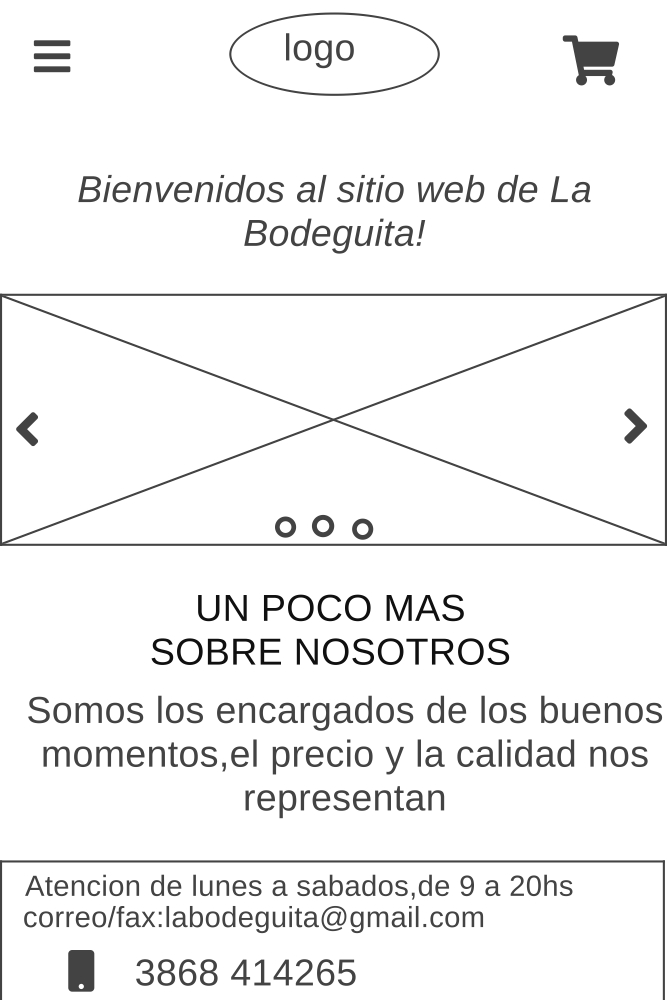 logo
Bienvenidos al sitio web de La
Bodeguita!
UN POCO MAS
SOBRE NOSOTROS
Somos los encargados de los buenos
momentos,el precio y la calidad nos
representan
Atencion de lunes a sabados,de 9 a 20hs
correo/fax:labodeguita@gmail.com
3868 414265